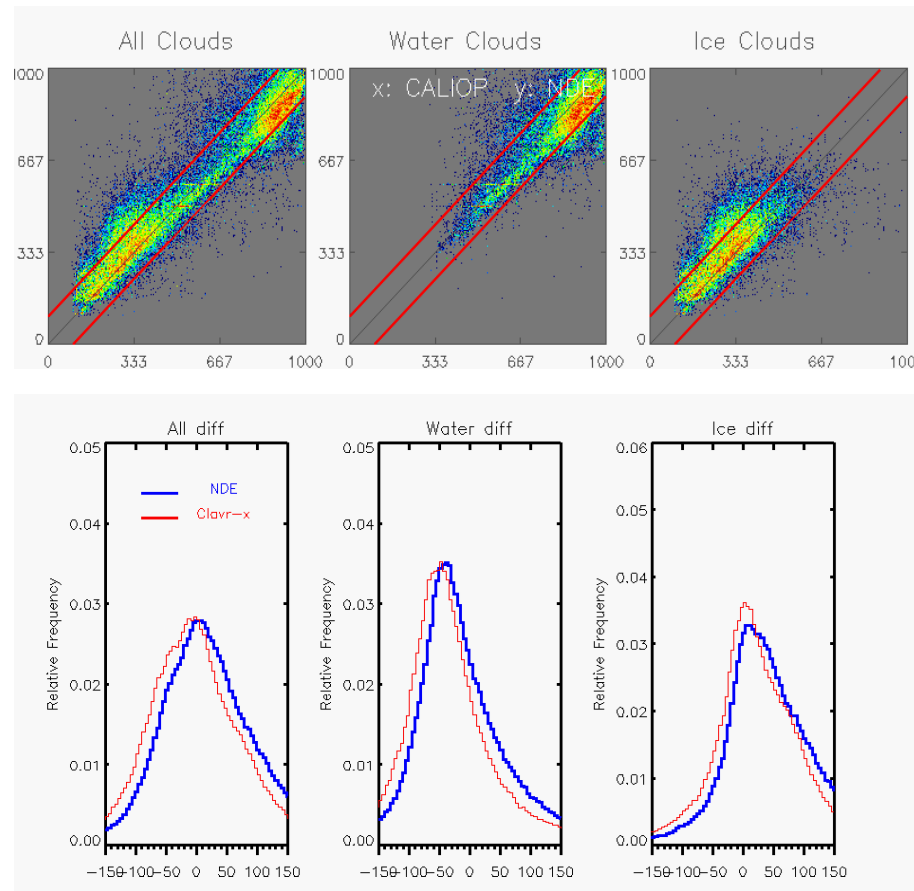 All Clouds
Water Clouds
Ice Clouds
1000
667
333
0
0 333 667 1000
x: CALIOP y: NDE
1000
667
333
0
0 333 667 1000
1000
667
333
0
0 333 667 100
All diff
Water diff
Ice diff
Relative Frequency
0.05
0.04
0.03
0.02
0.01
0.00
NDE
Clavr-x
-150 -100 -50 0 50 100 150
Relative Frequency
0.05
0.04
0.03
0.02
0.01
0.00
-150 -100 -50 0 50 100 150
Relative Frequency
0.06
0.05
0.04
0.03
0.02
0.01
0.00
-150 -100 -50 0 50 100 150